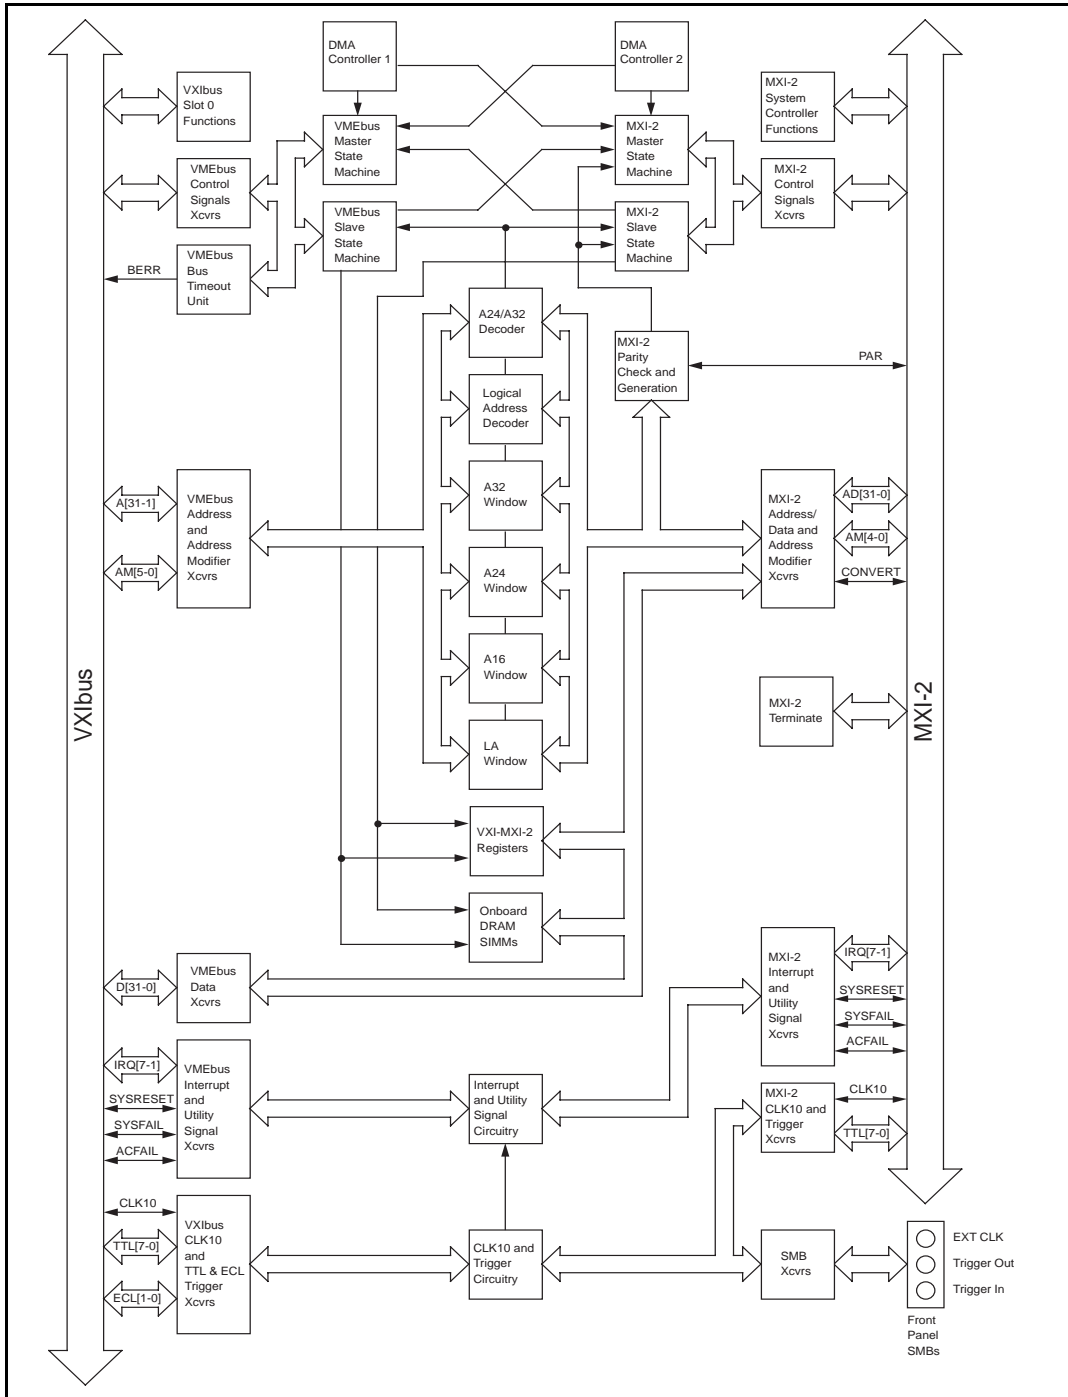 DMA
Controller 1
DMA
Controller 2
VXIbus
Slot 0
Functions
VMEbus
Master
State
Machine
MXI-2
Master
State
Machine
MXI-2
System
Controller
Functions
VMEbus
Control
Signals
Xcvrs
MXI-2
Control
Signals
Xcvrs
VMEbus
Slave
State
Machine
MXI-2
Slave
State
Machine
BERR
VMEbus
Bus
Timeout
Unit
A24/A32
Decoder
MXI-2
Parity
Check and
Generation
PAR
Logical
Address
Decoder
A[31-1]
AM[5-0]
VMEbus
Address
and
Address
Modifier
Xcvrs
A32
Window
MXI-2
Address/
Data and
Address
Modifier
Xcvrs
AD[31-0]
AM[4-0]
CONVERT
A24
Window
A16
Window
VXIbus
MXI-2
MXI-2
Terminate
LA
Window
VXI-MXI-2
Registers
Onboard
DRAM
SIMMs
D[31-0]
VMEbus
Data
Xcvrs
MXI-2
Interrupt
and
Utility
Signal
Xcvrs
IRQ[7-1]
SYSRESET
SYSFAIL
ACFAIL
IRQ[7-1]
SYSRESET
SYSFAIL
ACFAIL
VMEbus
Interrupt
and
Utility
Signal
Xcvrs
Interrupt
and Utility
Signal
Circuitry
MXI-2
CLK10 and
Trigger
Xcvrs
CLK10
TTL[7-0]
CLK10
TTL[7-0]
ECL[1-0]
VXIbus
CLK10
and
TTL & ECL
Trigger
Xcvrs
CLK10 and
Trigger
Circuitry
SMB
Xcvrs
EXT CLK
Trigger Out
Trigger In
Front
Panel
SMBs